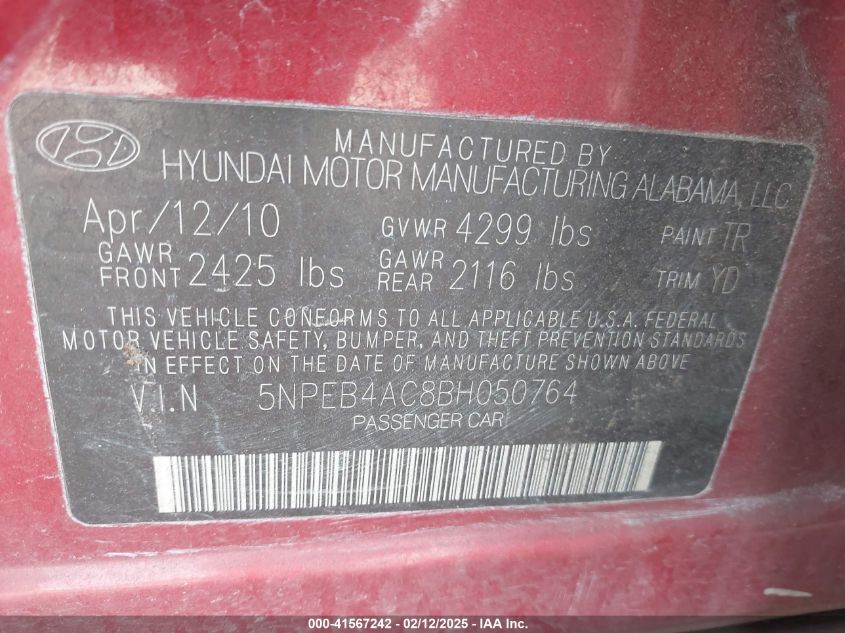 MANUFACTURED BY
HYUNDAI MOTOR MANUFACTURING ALABAMA, LLC
Apr/12/10 GVWR 4299 lbs PAINT TR
GAWR FRONT 2425 lbs GAWR REAR 2116 lbs TRIM YD
THIS VEHICLE CONFORMS TO ALL APPLICABLE U.S.A. FEDERAL
MOTOR VEHICLE SAFETY, BUMPER, AND THEFT PREVENTION STANDARDS
IN EFFECT ON THE DATE OF MANUFACTURE SHOWN ABOVE
V.I.N 5NPEB4AC8BH050764
PASSENGER CAR
000-41567242 - 02/12/2025 - IAA Inc.